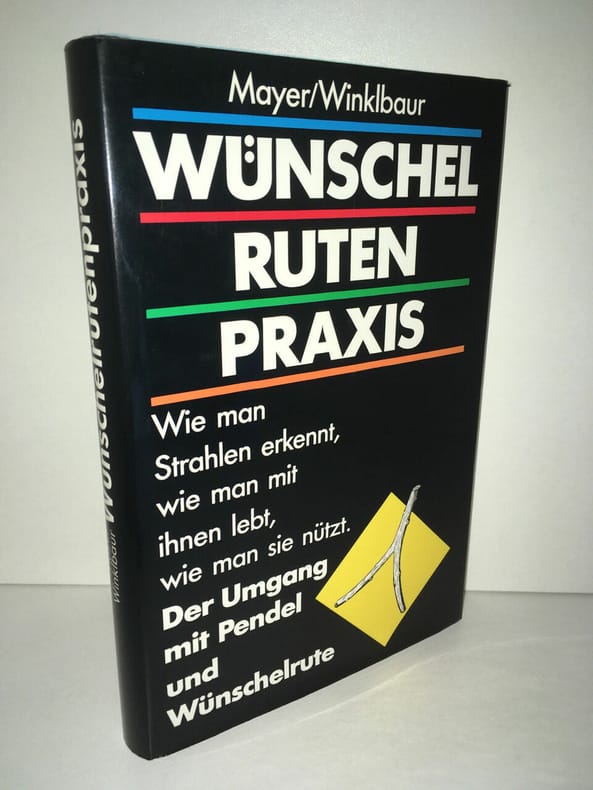 Mayer/Winklbaur
WÜNSCHEL
RUTEN
PRAXIS
Wie man
Strahlen erkennt,
wie man mit
ihnen lebt,
wie man sie nützt.
Der Umgang
mit Pendel
und
Wünschelrute
Winklbaur Wünschelrutenpraxis